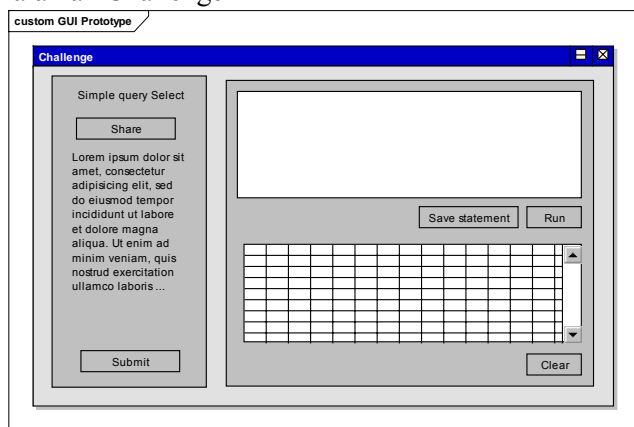 custom GUI Prototype
Challenge
Simple query Select
Share
Lorem ipsum dolor sit
amet, consectetur
adipisicing elit, sed
do eiusmod tempor
incididunt ut labore
et dolore magna
aliqua. Ut enim ad
minim veniam, quis
nostrud exercitation
ullamco laboris ...
Submit
Save statement
Run
Clear